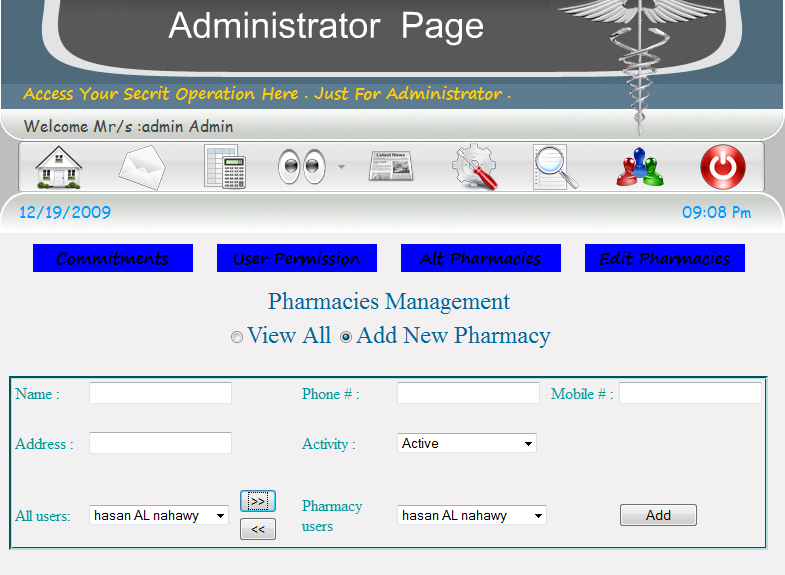 Administrator Page
Access Your Secrit Operation Here . Just For Administrator .
Welcome Mr/s :admin Admin
Latest News
12/19/2009 09:08 Pm
Commitments User Permission Alt Pharmacies Edit Pharmacies
Pharmacies Management
View All Add New Pharmacy
Name : Phone # : Mobile # :
Address : Activity : Active
>>
All users: hasan AL nahawy Pharmacy users hasan AL nahawy Add
<<